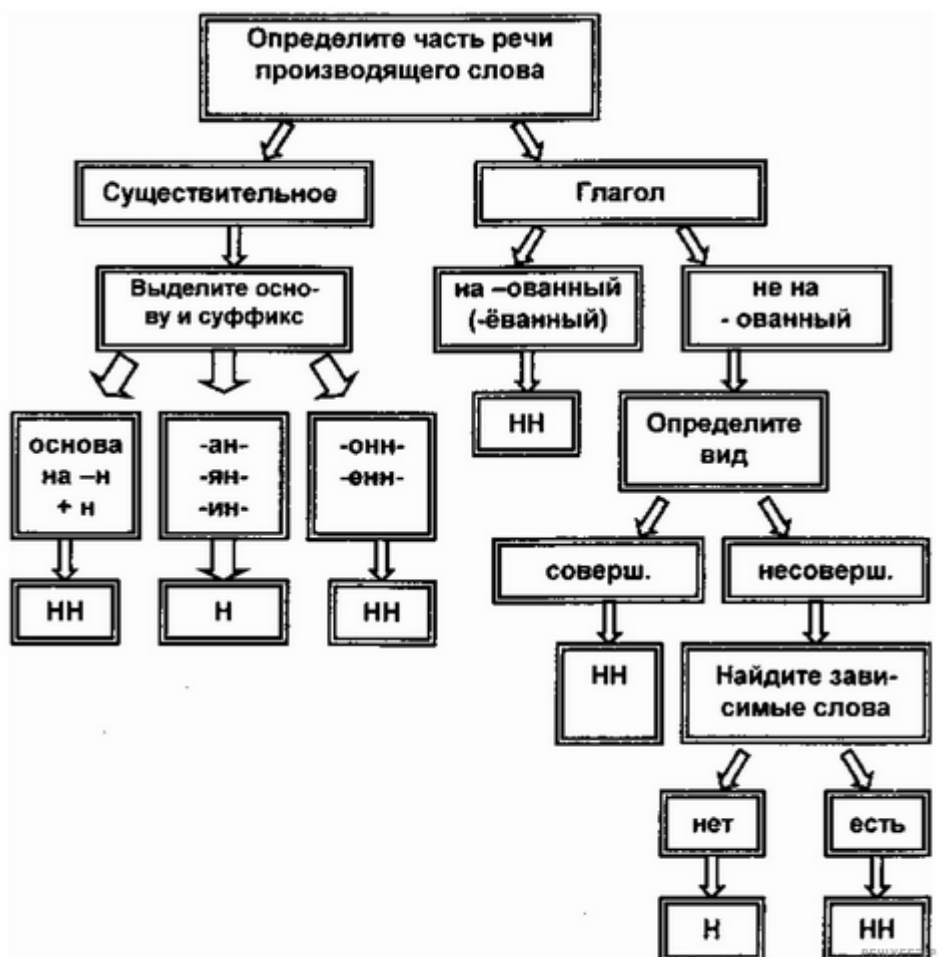 Определите часть речи
производящего слова
Существительное
Глагол
Выделите осно-
ву и суффикс
на –ованный
(-ёванный)
не на
- ованный
основа
на –н
+ н
-ан-
-ян-
-ин-
-онн-
-енн-
НН
Определите
вид
НН
Н
НН
соверш.
несоверш.
НН
Найдите зави-
симые слова
нет
есть
Н
НН